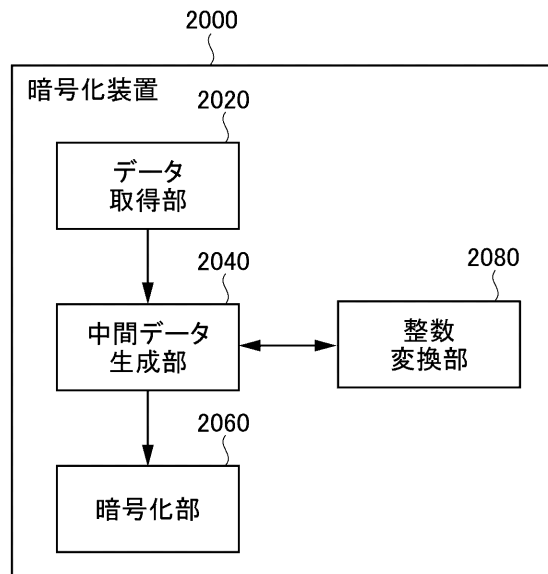 2000
暗号化装置
2020
データ
取得部
2040
中間データ
生成部
2080
整数
変換部
2060
暗号化部